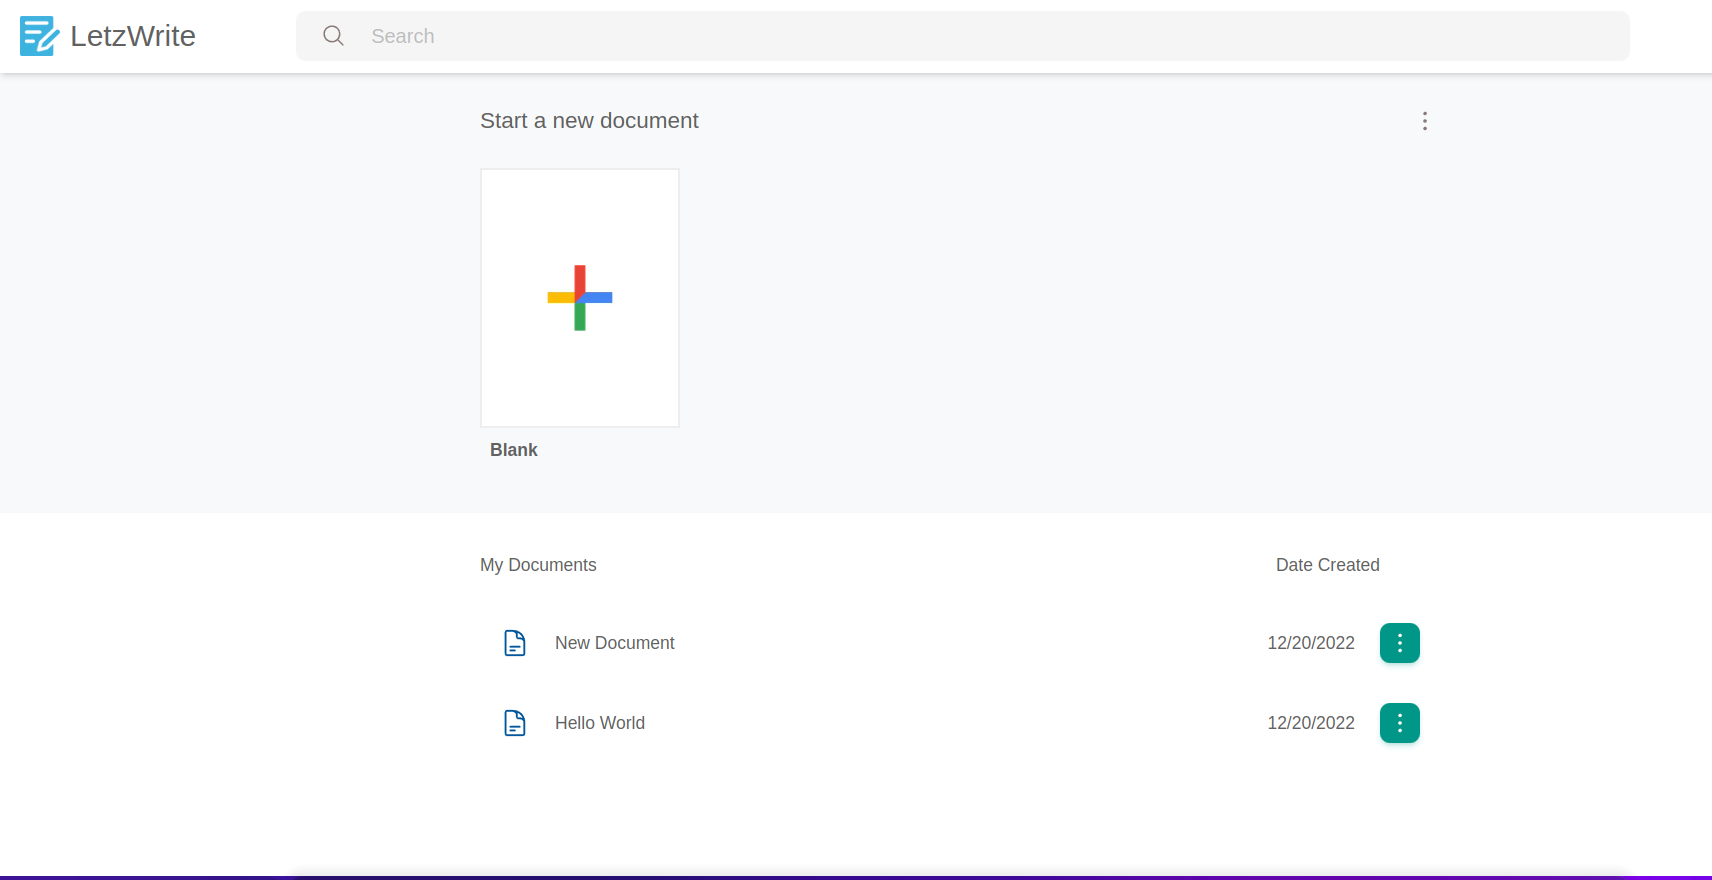 LetzWrite
Search
Start a new document
Blank
My Documents Date Created
New Document 12/20/2022
Hello World 12/20/2022